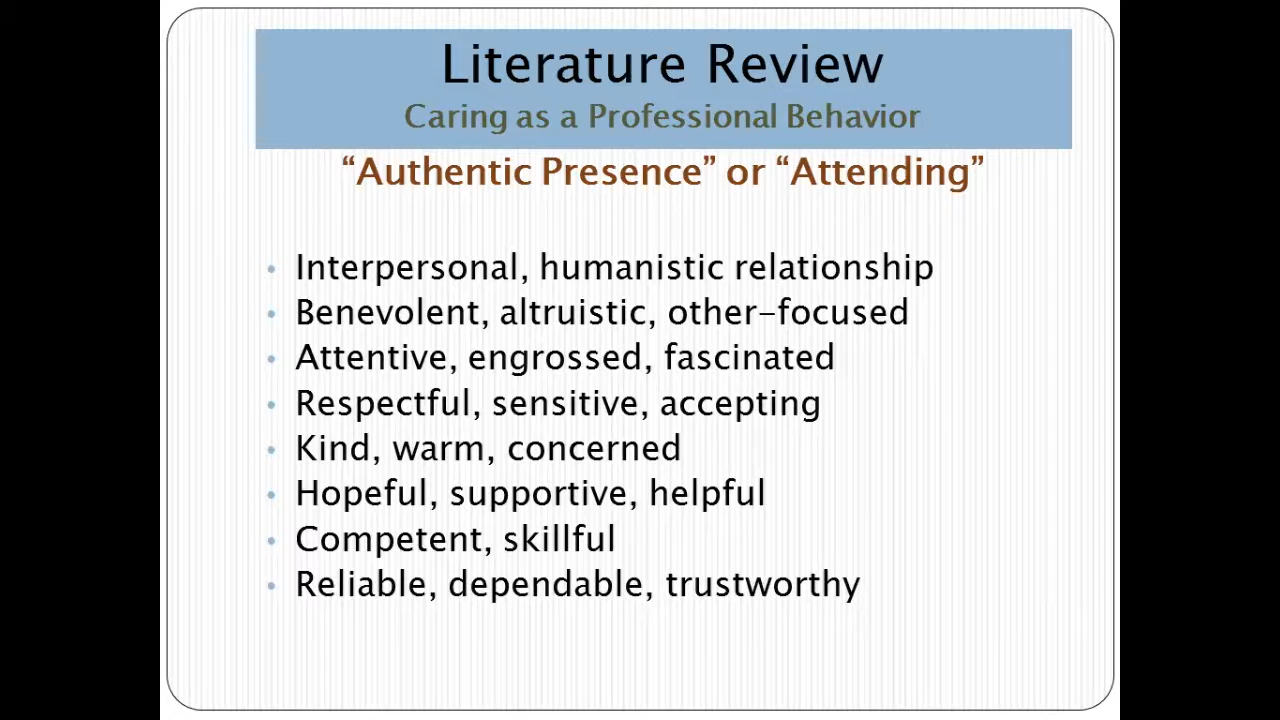 Literature Review
Caring as a Professional Behavior
“Authentic Presence” or “Attending”
• Interpersonal, humanistic relationship
• Benevolent, altruistic, other-focused
• Attentive, engrossed, fascinated
• Respectful, sensitive, accepting
• Kind, warm, concerned
• Hopeful, supportive, helpful
• Competent, skillful
• Reliable, dependable, trustworthy